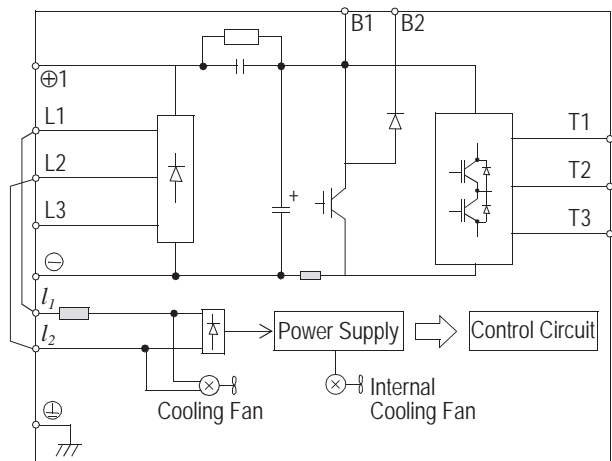 B1 B2
⊕1
L1
T1
L2
T2
+
L3
T3
⊖
l1
Power Supply
Control Circuit
l2
Cooling Fan
Internal
Cooling Fan